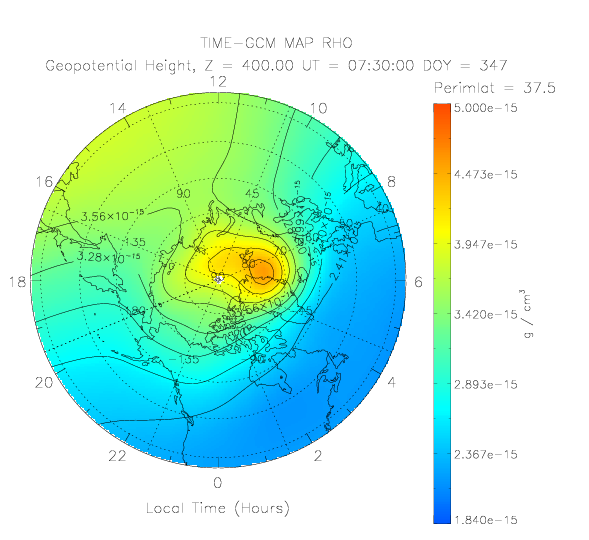 TIME-GCM MAP RHO
Geopotential Height, Z = 400.00 UT = 07:30:00 DOY = 347
Perimlat = 37.5
12
14
10
16
8
18
6
20
4
22
2
0
Local Time (Hours)
90
45
3.56×10⁻¹⁵
135
3.28×10⁻¹⁵
5.000e-15
4.473e-15
3.947e-15
3.420e-15
2.893e-15
2.367e-15
1.840e-15
g / cm³